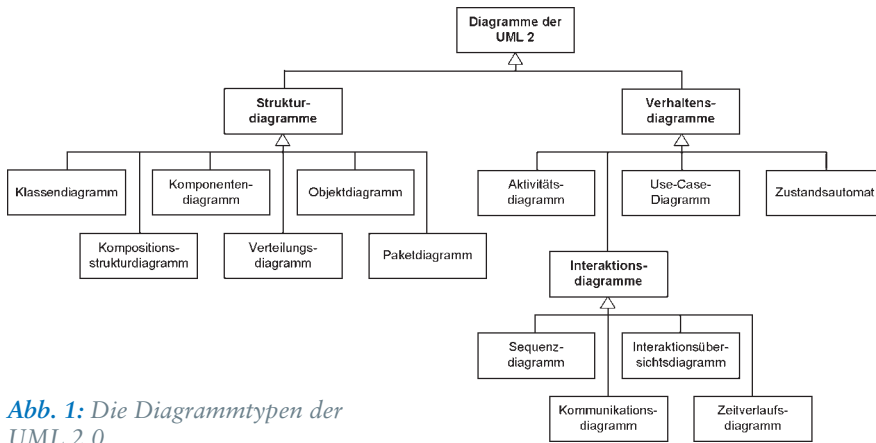 Diagramme der
UML 2
Struktur-
diagramme
Verhaltens-
diagramme
Klassendiagramm
Komponenten-
diagramm
Objektdiagramm
Kompositions-
strukturdiagramm
Verteilungs-
diagramm
Paketdiagramm
Aktivitäts-
diagramm
Use-Case-
Diagramm
Zustandsautomat
Interaktions-
diagramme
Sequenz-
diagramm
Interaktionsüber-
sichtsdiagramm
Kommunikations-
diagramm
Zeitverlaufs-
diagramm
Abb. 1: Die Diagrammtypen der
UML 2.0